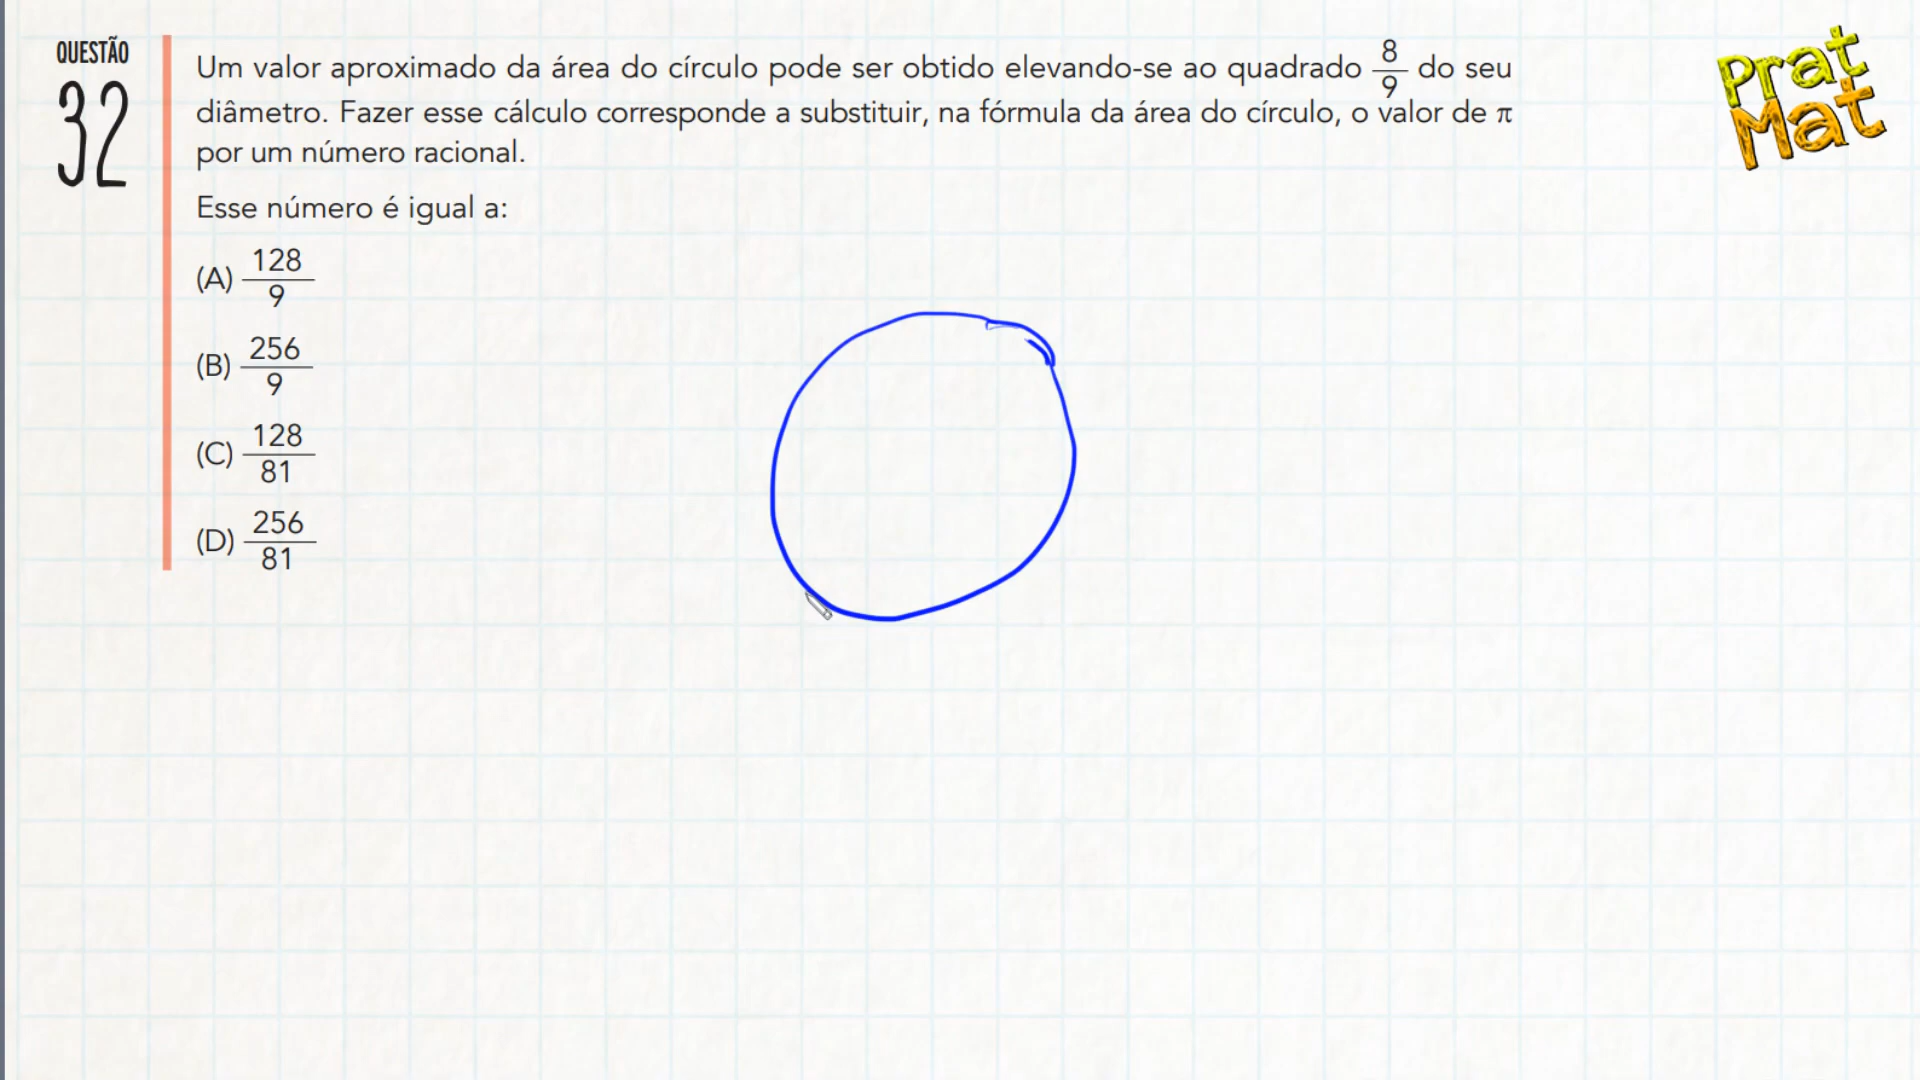 QUESTÃO
32
Um valor aproximado da área do círculo pode ser obtido elevando-se ao quadrado 8/9 do seu
diâmetro. Fazer esse cálculo corresponde a substituir, na fórmula da área do círculo, o valor de π
por um número racional.
Esse número é igual a:
(A) 128/9
(B) 256/9
(C) 128/81
(D) 256/81
Prat
Mat